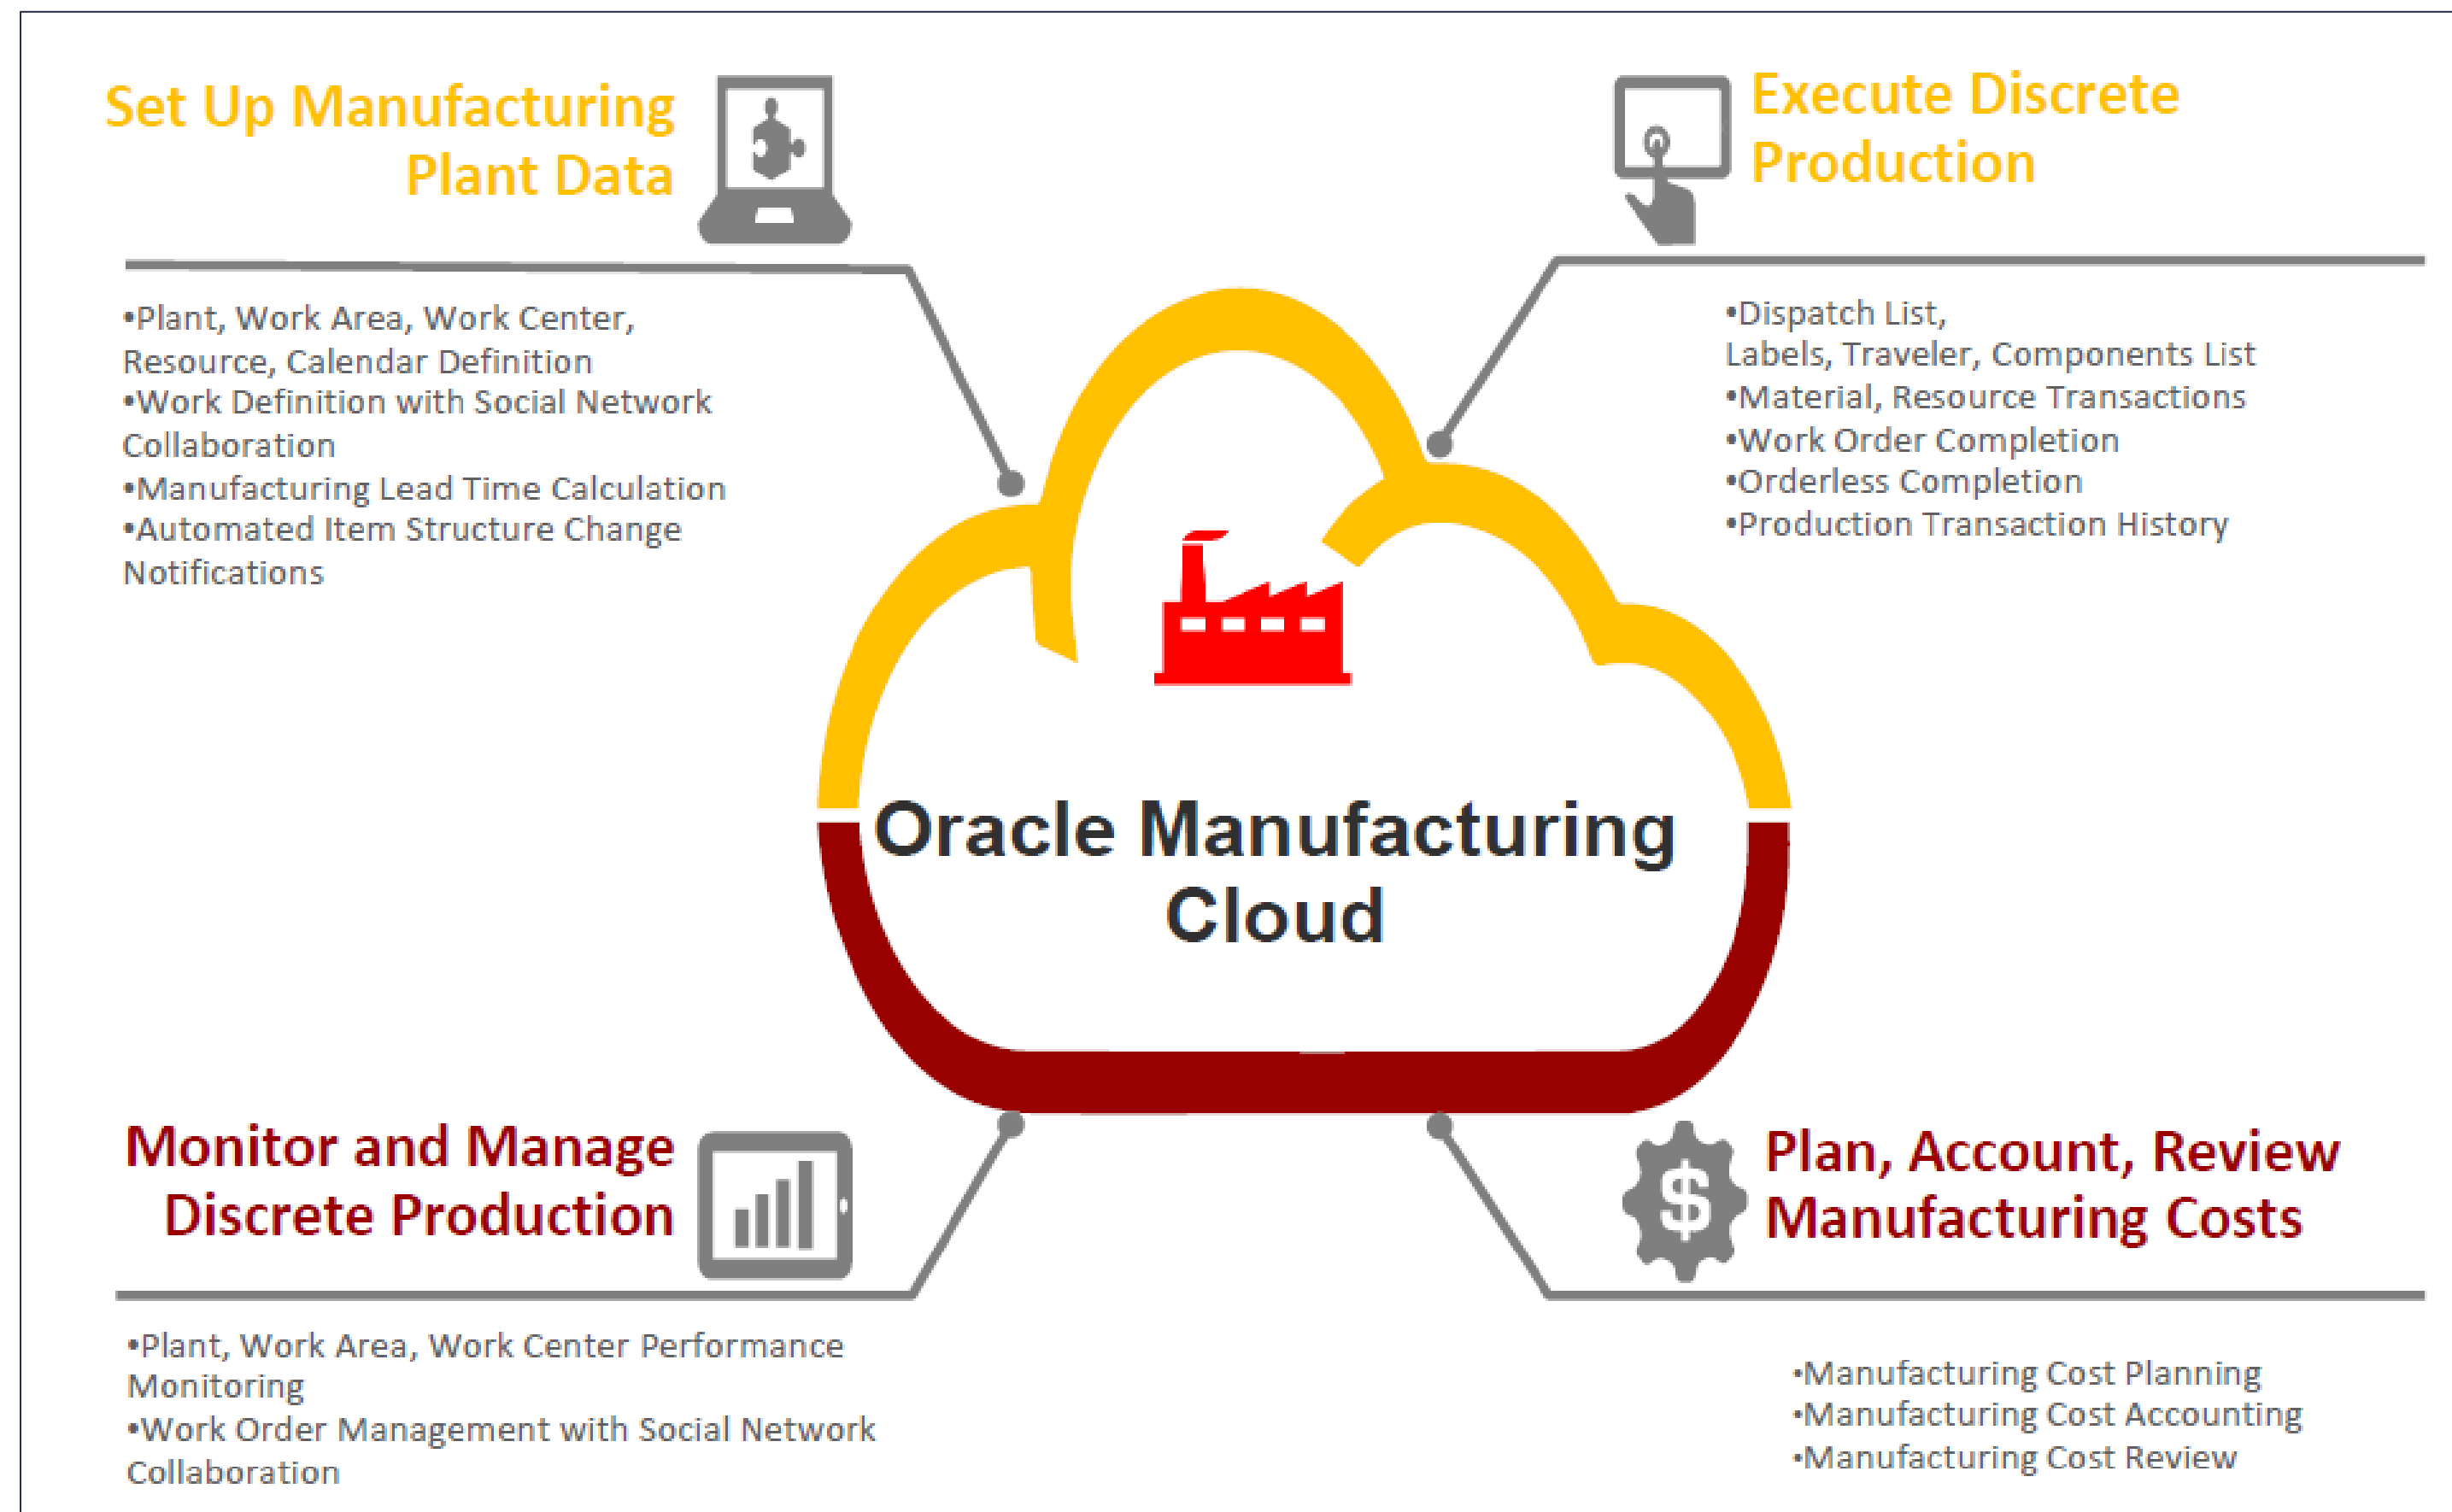 Set Up Manufacturing
Plant Data
•Plant, Work Area, Work Center,
Resource, Calendar Definition
•Work Definition with Social Network
Collaboration
•Manufacturing Lead Time Calculation
•Automated Item Structure Change
Notifications
Execute Discrete
Production
•Dispatch List,
Labels, Traveler, Components List
•Material, Resource Transactions
•Work Order Completion
•Orderless Completion
•Production Transaction History
Oracle Manufacturing
Cloud
Monitor and Manage
Discrete Production
•Plant, Work Area, Work Center Performance
Monitoring
•Work Order Management with Social Network
Collaboration
$
Plan, Account, Review
Manufacturing Costs
•Manufacturing Cost Planning
•Manufacturing Cost Accounting
•Manufacturing Cost Review